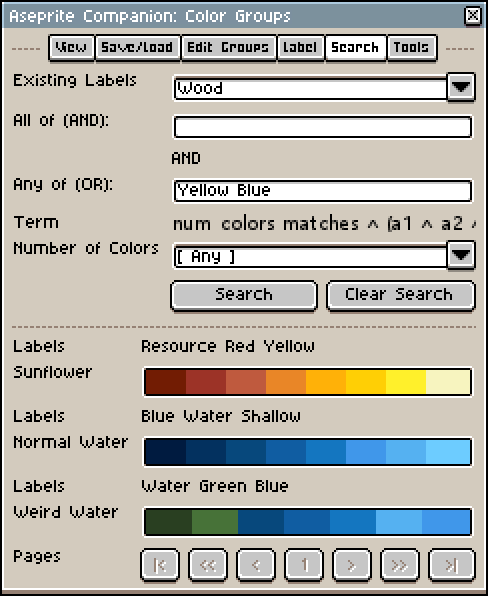 Aseprite Companion: Color Groups
View Save/Load Edit Groups Label Search Tools
Existing Labels Wood
All of (AND):
AND
Any of (OR): Yellow Blue
Term num colors matches ^ (a1 ^ a2 ^
Number of Colors [ Any ]
Search Clear Search
Labels Resource Red Yellow
Sunflower
Labels Blue Water Shallow
Normal Water
Labels Water Green Blue
Weird Water
Pages |< << < 1 > >> >|